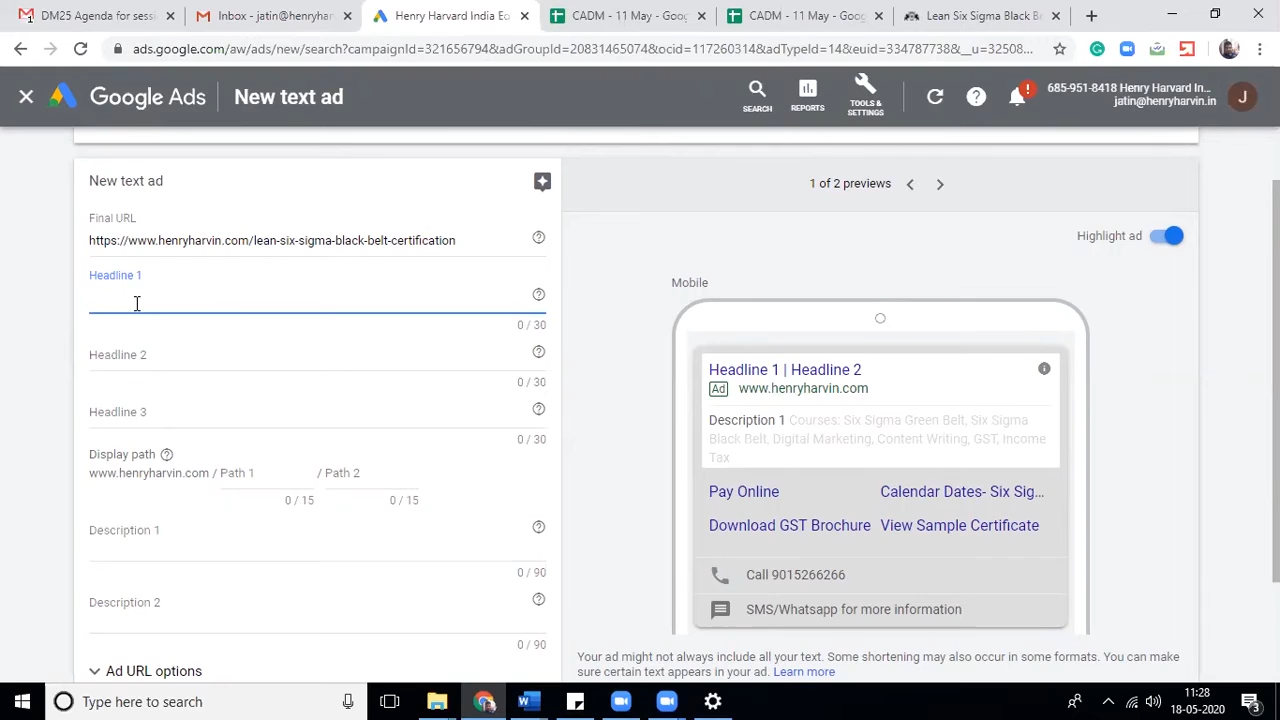 DM25 Agenda for sessi
Inbox - jatin@henryhar
Henry Harvard India Ed
CADM - 11 May - Goog
CADM - 11 May - Goog
Lean Six Sigma Black B
ads.google.com/aw/ads/new/search?campaignId=321656794&adGroupId=20831465074&ocid=117260314&adTypeId=14&euid=334787738&__u=32508...
Google Ads
New text ad
SEARCH
REPORTS
TOOLS &
SETTINGS
685-951-8418 Henry Harvard In...
jatin@henryharvin.in
J
New text ad
Final URL
https://www.henryharvin.com/lean-six-sigma-black-belt-certification
Headline 1
0 / 30
Headline 2
0 / 30
Headline 3
0 / 30
Display path
www.henryharvin.com / Path 1 / Path 2
0 / 15 0 / 15
Description 1
0 / 90
Description 2
0 / 90
Ad URL options
1 of 2 previews
Highlight ad
Mobile
Headline 1 | Headline 2
Ad www.henryharvin.com
Description 1 Courses: Six Sigma Green Belt, Six Sigma
Black Belt, Digital Marketing, Content Writing, GST, Income
Tax
Pay Online Calendar Dates- Six Sig...
Download GST Brochure View Sample Certificate
Call 9015266266
SMS/Whatsapp for more information
Your ad might not always include all your text. Some shortening may also occur in some formats. You can make
sure certain text appears in your ad. Learn more
Type here to search
11:28
18-05-2020
3